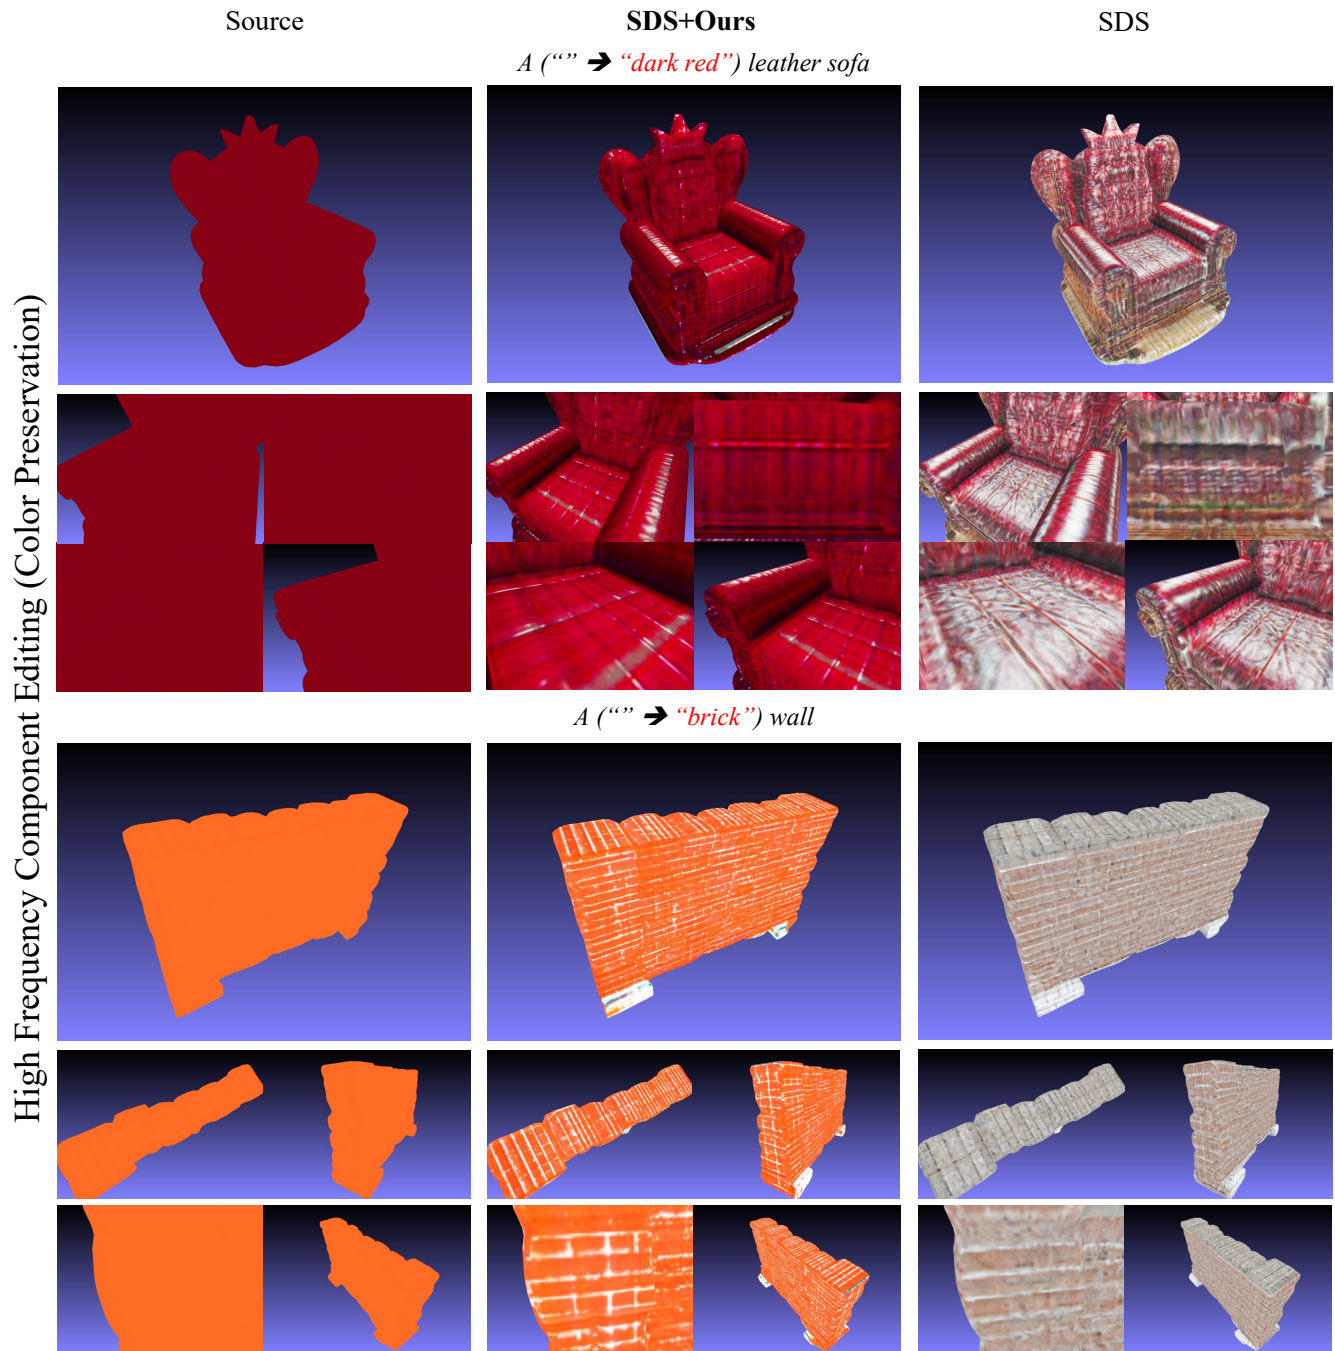 Source
SDS+Ours
SDS
A (“” ➔ “dark red”) leather sofa
High Frequency Component Editing (Color Preservation)
A (“” ➔ “brick”) wall